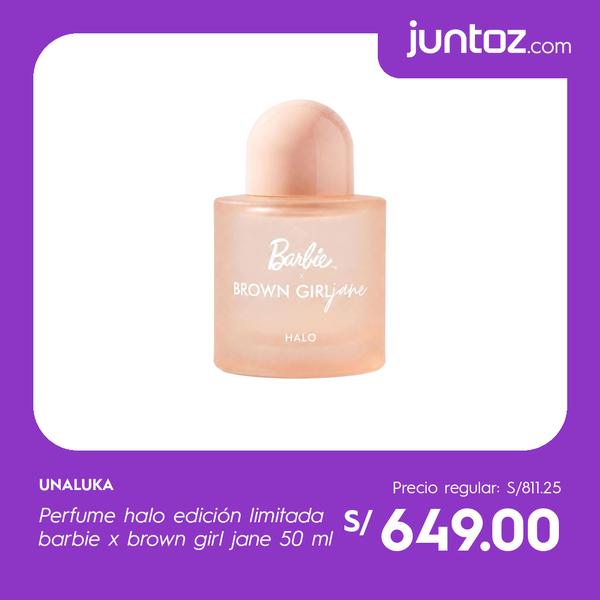 juntoz.com
Barbie™
x
BROWN GIRL jane
HALO
UNALUKA
Perfume halo edición limitada
barbie x brown girl jane 50 ml
Precio regular: S/811.25
S/ 649.00